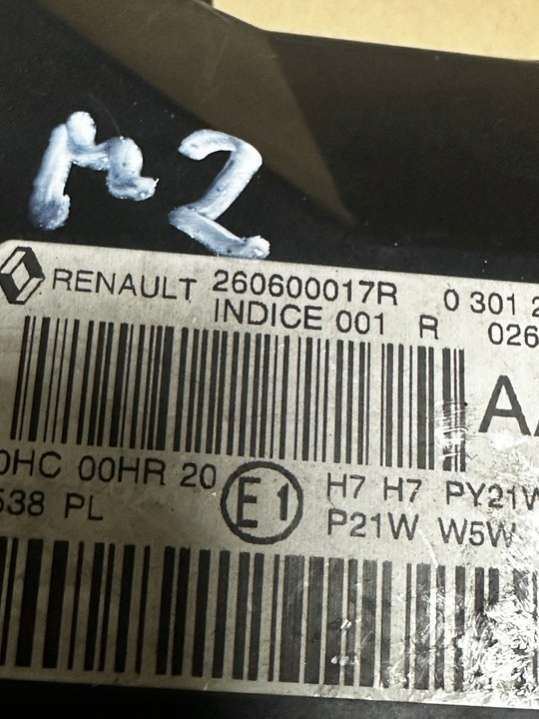 M2
RENAULT 260600017R 0 301 2
INDICE 001 R 026
0HC 00HR 20 E1 H7 H7 PY21W
538 PL P21W W5W